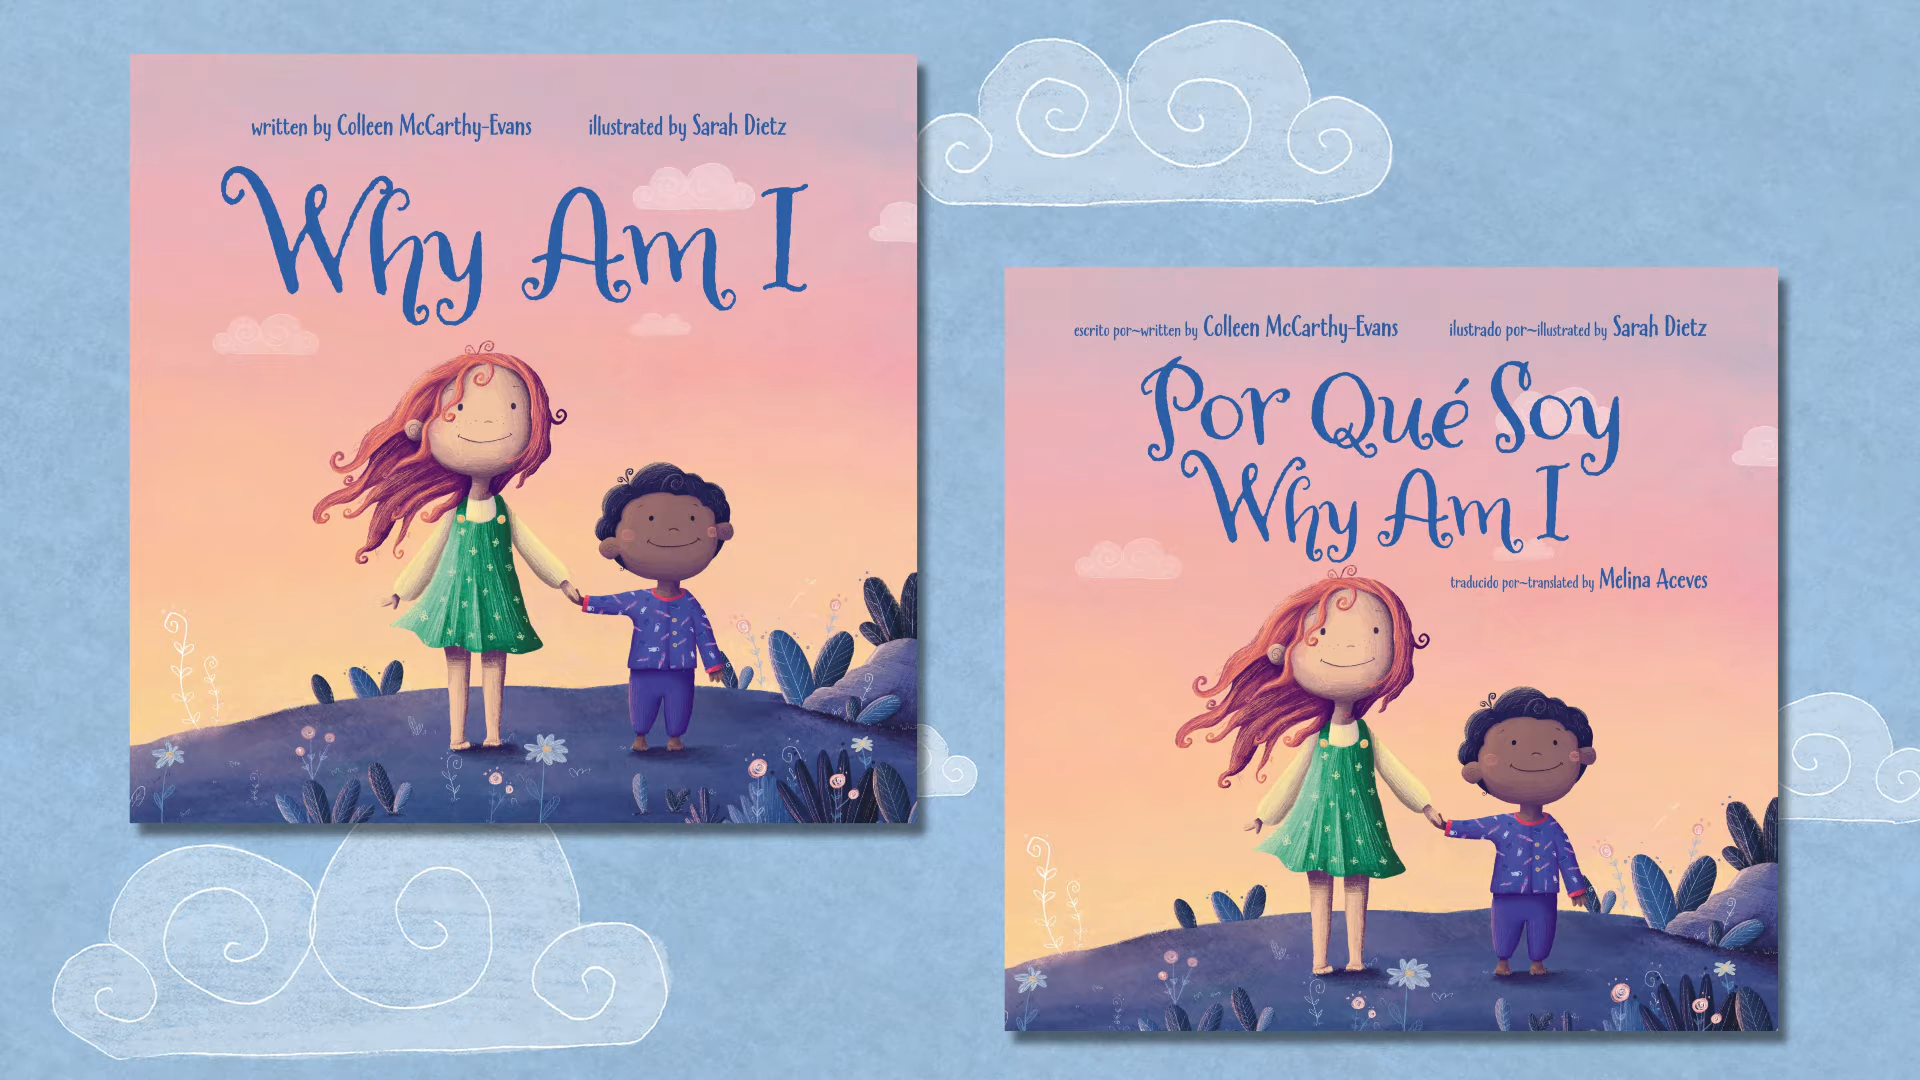 written by Colleen McCarthy-Evans illustrated by Sarah Dietz
Why Am I
escrito por~written by Colleen McCarthy-Evans ilustrado por~illustrated by Sarah Dietz
Por Qué Soy
Why Am I
traducido por~translated by Melina Aceves